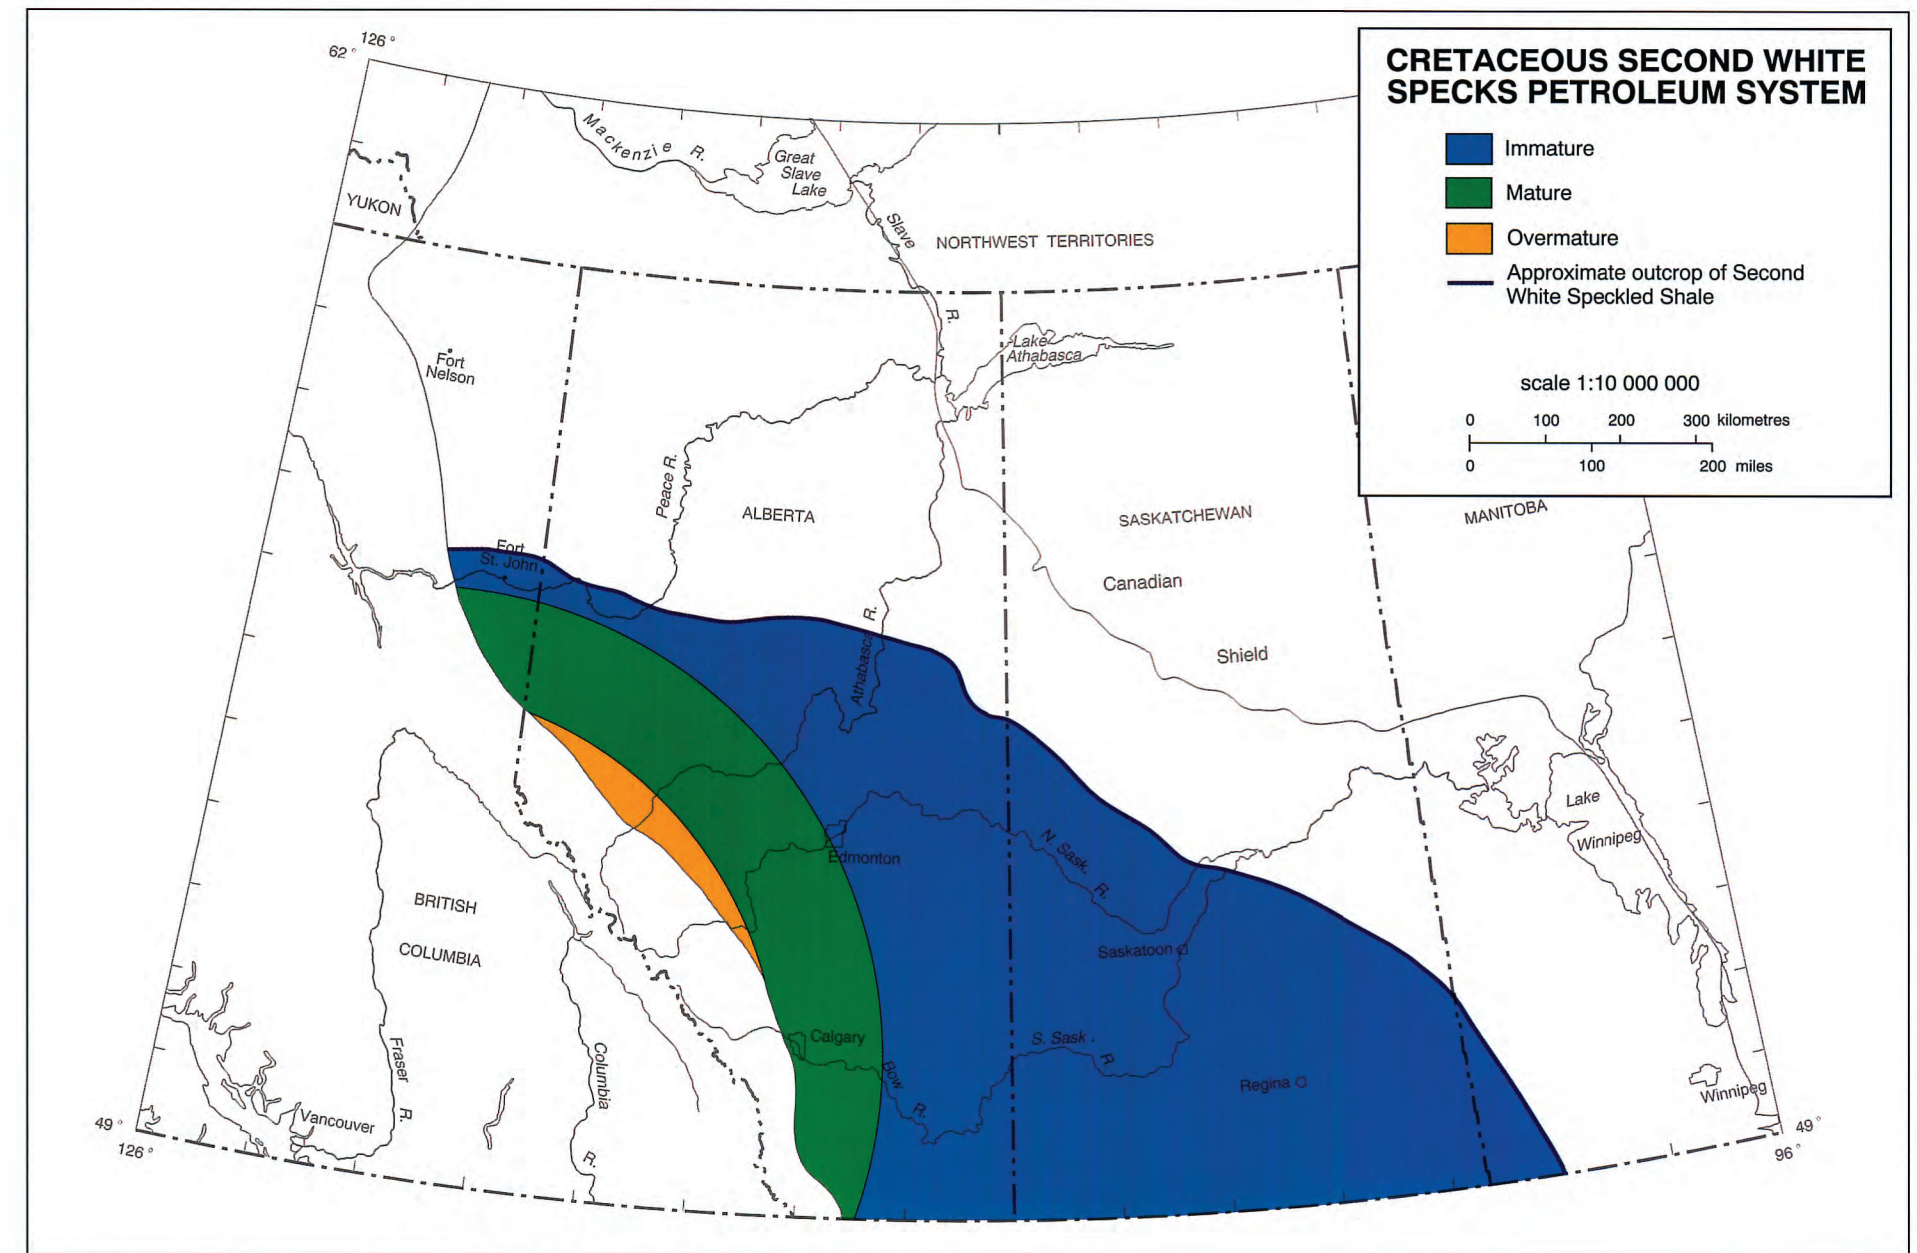 CRETACEOUS SECOND WHITE
SPECKS PETROLEUM SYSTEM
Immature
Mature
Overmature
Approximate outcrop of Second
White Speckled Shale
scale 1:10 000 000
0 100 200 300 kilometres
0 100 200 miles
126°
62°
Mackenzie R.
Great
Slave
Lake
YUKON
Slave
R.
NORTHWEST TERRITORIES
Fort
Nelson
Lake
Athabasca
Peace R.
ALBERTA
SASKATCHEWAN
MANITOBA
Fort
St. John
Canadian
Shield
Athabasca R.
Lake
Winnipeg
Edmonton
N. Sask. R.
BRITISH
COLUMBIA
Saskatoon
Calgary
S. Sask. R.
Bow R.
Regina
Fraser R.
Columbia R.
Vancouver
Winnipeg
49°
126°
49°
96°